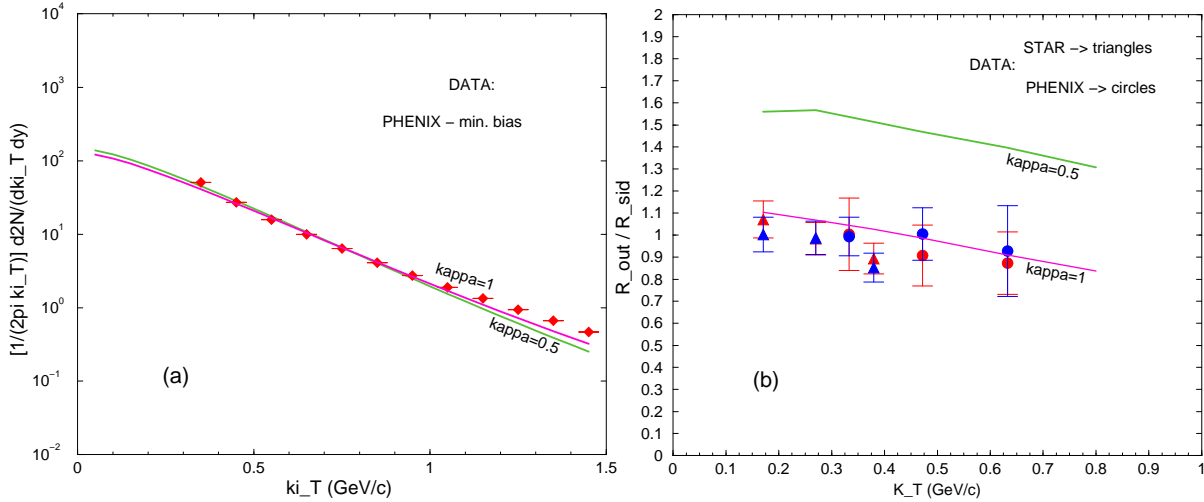 10^4
10^3
10^2
10^1
10^0
10^−1
10^−2
[1/(2pi ki_T)] d2N/(dki_T dy)
DATA:
PHENIX − min. bias
kappa=1
kappa=0.5
(a)
0
0.5
1
1.5
ki_T (GeV/c)
2
1.9
1.8
1.7
1.6
1.5
1.4
1.3
1.2
1.1
1
0.9
0.8
0.7
0.6
0.5
0.4
0.3
0.2
0.1
0
R_out / R_sid
STAR −> triangles
DATA:
PHENIX −> circles
kappa=0.5
kappa=1
(b)
0 0.1 0.2 0.3 0.4 0.5 0.6 0.7 0.8 0.9 1
K_T (GeV/c)